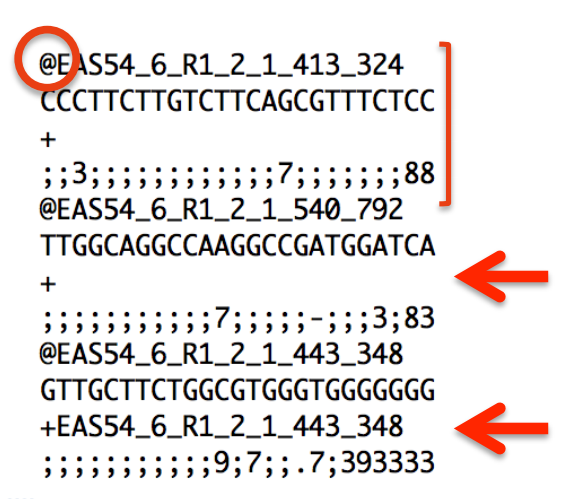 @EAS54_6_R1_2_1_413_324
CCCTTCTTGTCTTCAGCGTTTCTCC
+
;;3;;;;;;;;;;;;7;;;;;;;88
@EAS54_6_R1_2_1_540_792
TTGGCAGGCCAAGGCCGATGGATCA
+
;;;;;;;;;;;7;;;;;-;;;3;83
@EAS54_6_R1_2_1_443_348
GTTGCTTCTGGCGTGGGTGGGGGGG
+EAS54_6_R1_2_1_443_348
;;;;;;;;;;;9;7;;.7;393333